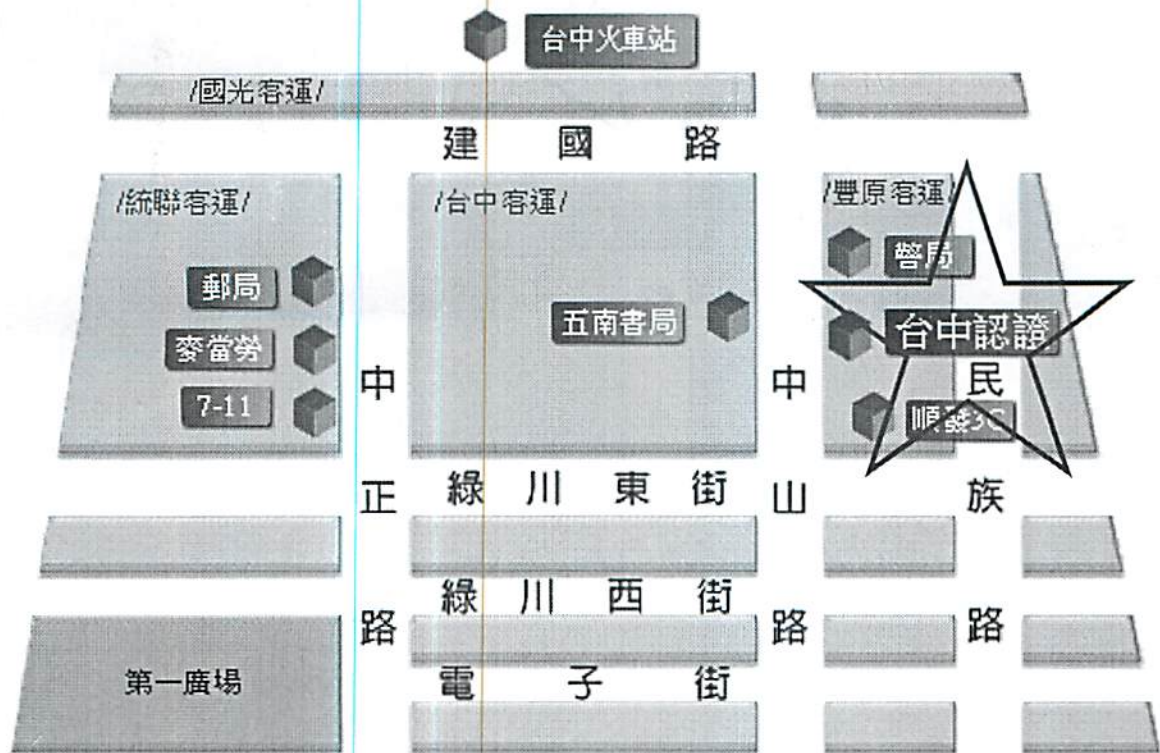 台中火車站
/國光客運/
建國路
/統聯客運/
/台中客運/
/豐原客運/
郵局
警局
五南書局
台中認證
麥當勞
7-11
順發3C
中正路
中山路
民族路
綠川東街
綠川西街
第一廣場
電子街